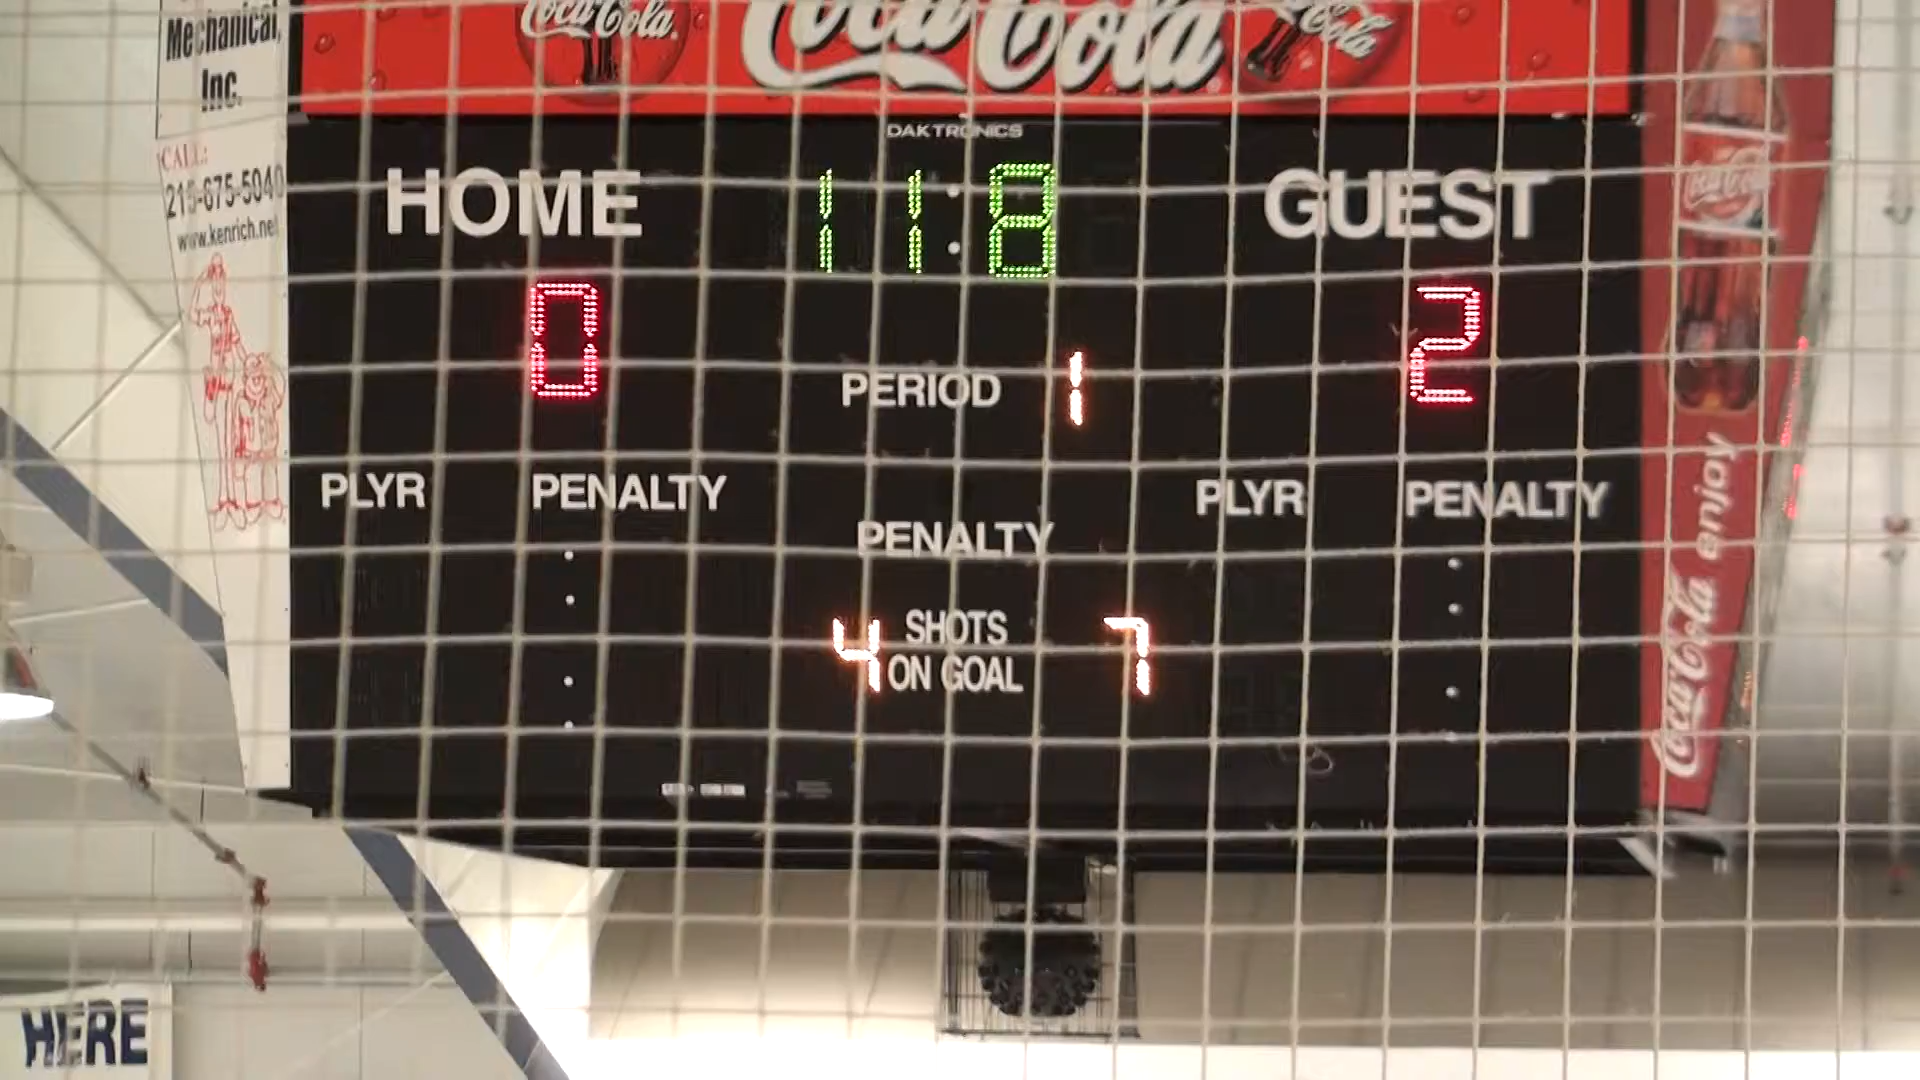 Mechanical,
Inc.
CALL:
215-675-5040
www.kenrich.net
Coca-Cola
Coca-Cola
Coca-Cola
DAKTRONICS
HOME
11:8
GUEST
0
2
PERIOD 1
PLYR PENALTY
PENALTY
PLYR PENALTY
4 SHOTS ON GOAL 7
Coca-Cola
Coca-Cola enjoy
HERE